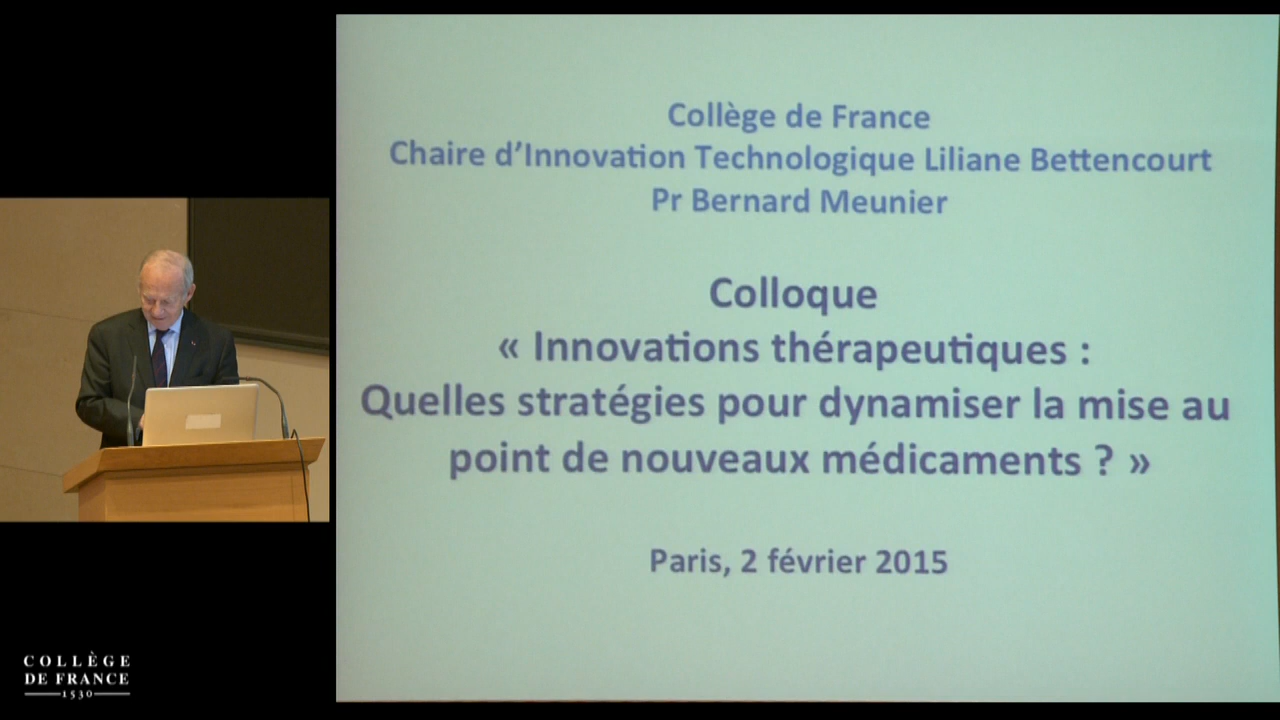 Collège de France
Chaire d’Innovation Technologique Liliane Bettencourt
Pr Bernard Meunier
Colloque
« Innovations thérapeutiques :
Quelles stratégies pour dynamiser la mise au
point de nouveaux médicaments ? »
Paris, 2 février 2015
COLLÈGE
DE FRANCE
1530